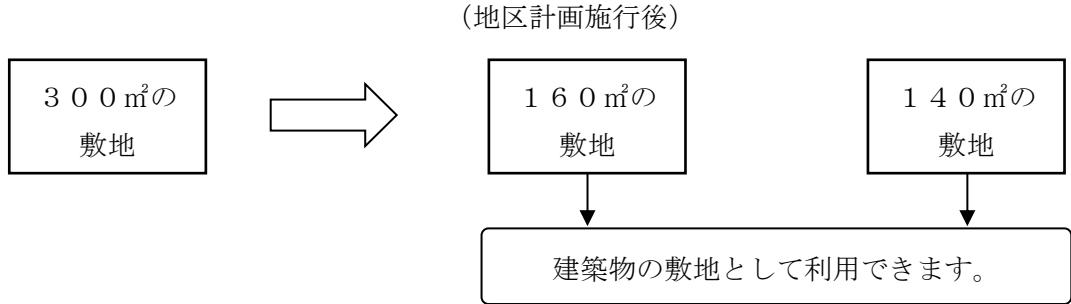 （地区計画施行後）
３００㎡の
敷地
１６０㎡の
敷地
１４０㎡の
敷地
建築物の敷地として利用できます。